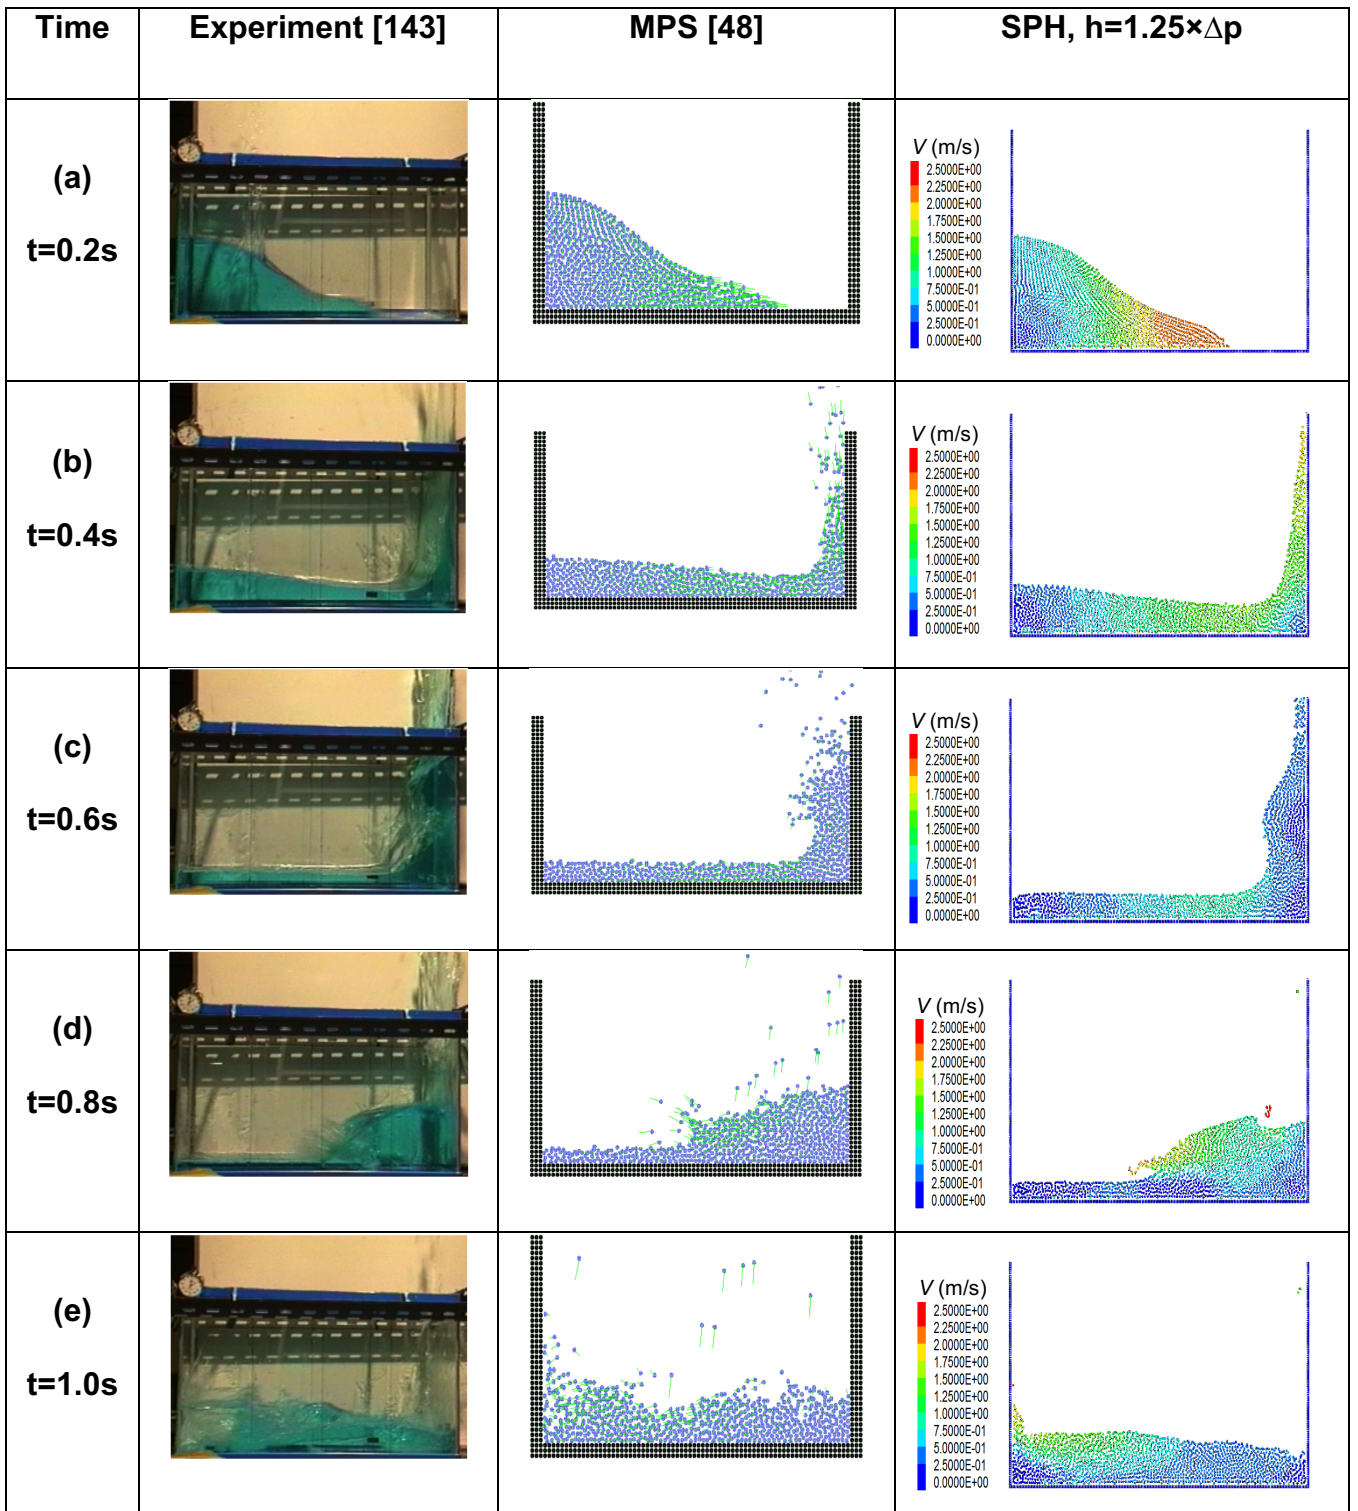 Time Experiment [143] MPS [48] SPH, h=1.25×Δp
(a)
t=0.2s
V (m/s)
2.5000E+00
2.2500E+00
2.0000E+00
1.7500E+00
1.5000E+00
1.2500E+00
1.0000E+00
7.5000E-01
5.0000E-01
2.5000E-01
0.0000E+00
(b)
t=0.4s
V (m/s)
2.5000E+00
2.2500E+00
2.0000E+00
1.7500E+00
1.5000E+00
1.2500E+00
1.0000E+00
7.5000E-01
5.0000E-01
2.5000E-01
0.0000E+00
(c)
t=0.6s
V (m/s)
2.5000E+00
2.2500E+00
2.0000E+00
1.7500E+00
1.5000E+00
1.2500E+00
1.0000E+00
7.5000E-01
5.0000E-01
2.5000E-01
0.0000E+00
(d)
t=0.8s
V (m/s)
2.5000E+00
2.2500E+00
2.0000E+00
1.7500E+00
1.5000E+00
1.2500E+00
1.0000E+00
7.5000E-01
5.0000E-01
2.5000E-01
0.0000E+00
(e)
t=1.0s
V (m/s)
2.5000E+00
2.2500E+00
2.0000E+00
1.7500E+00
1.5000E+00
1.2500E+00
1.0000E+00
7.5000E-01
5.0000E-01
2.5000E-01
0.0000E+00